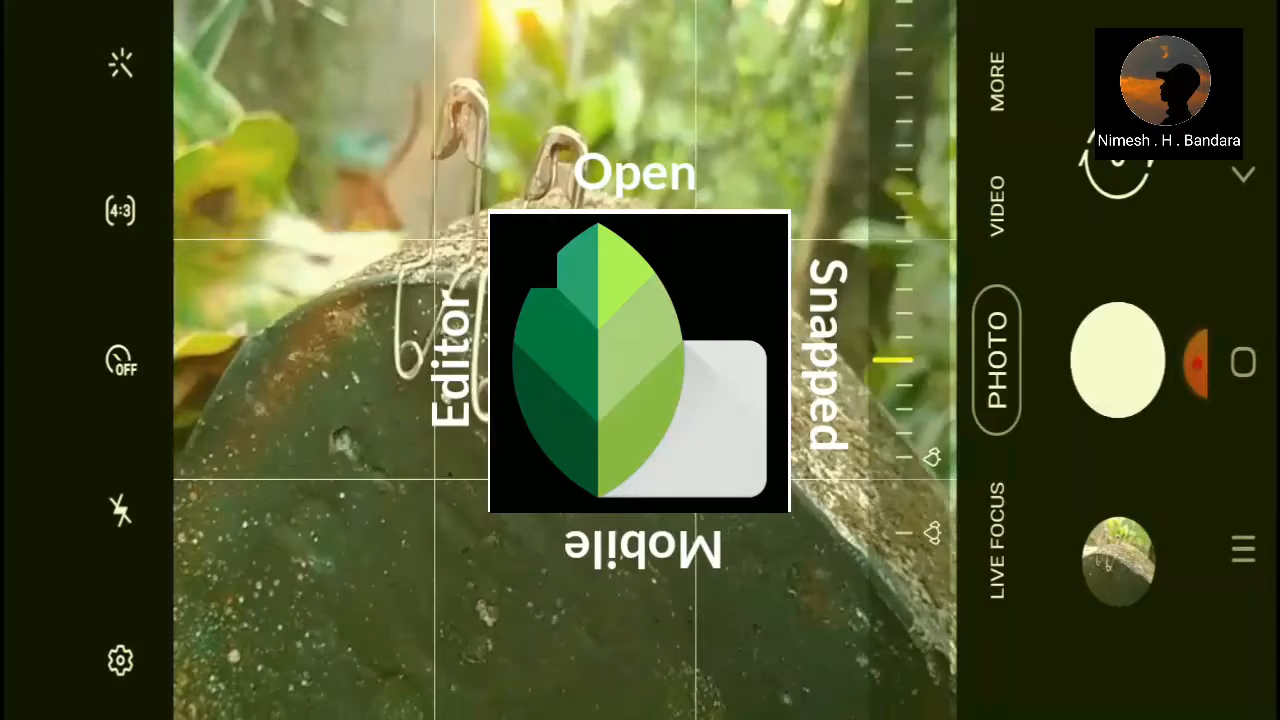 Open
Snapped
Mobile
Editor
4:3
OFF
MORE
VIDEO
PHOTO
LIVE FOCUS
Nimesh . H . Bandara